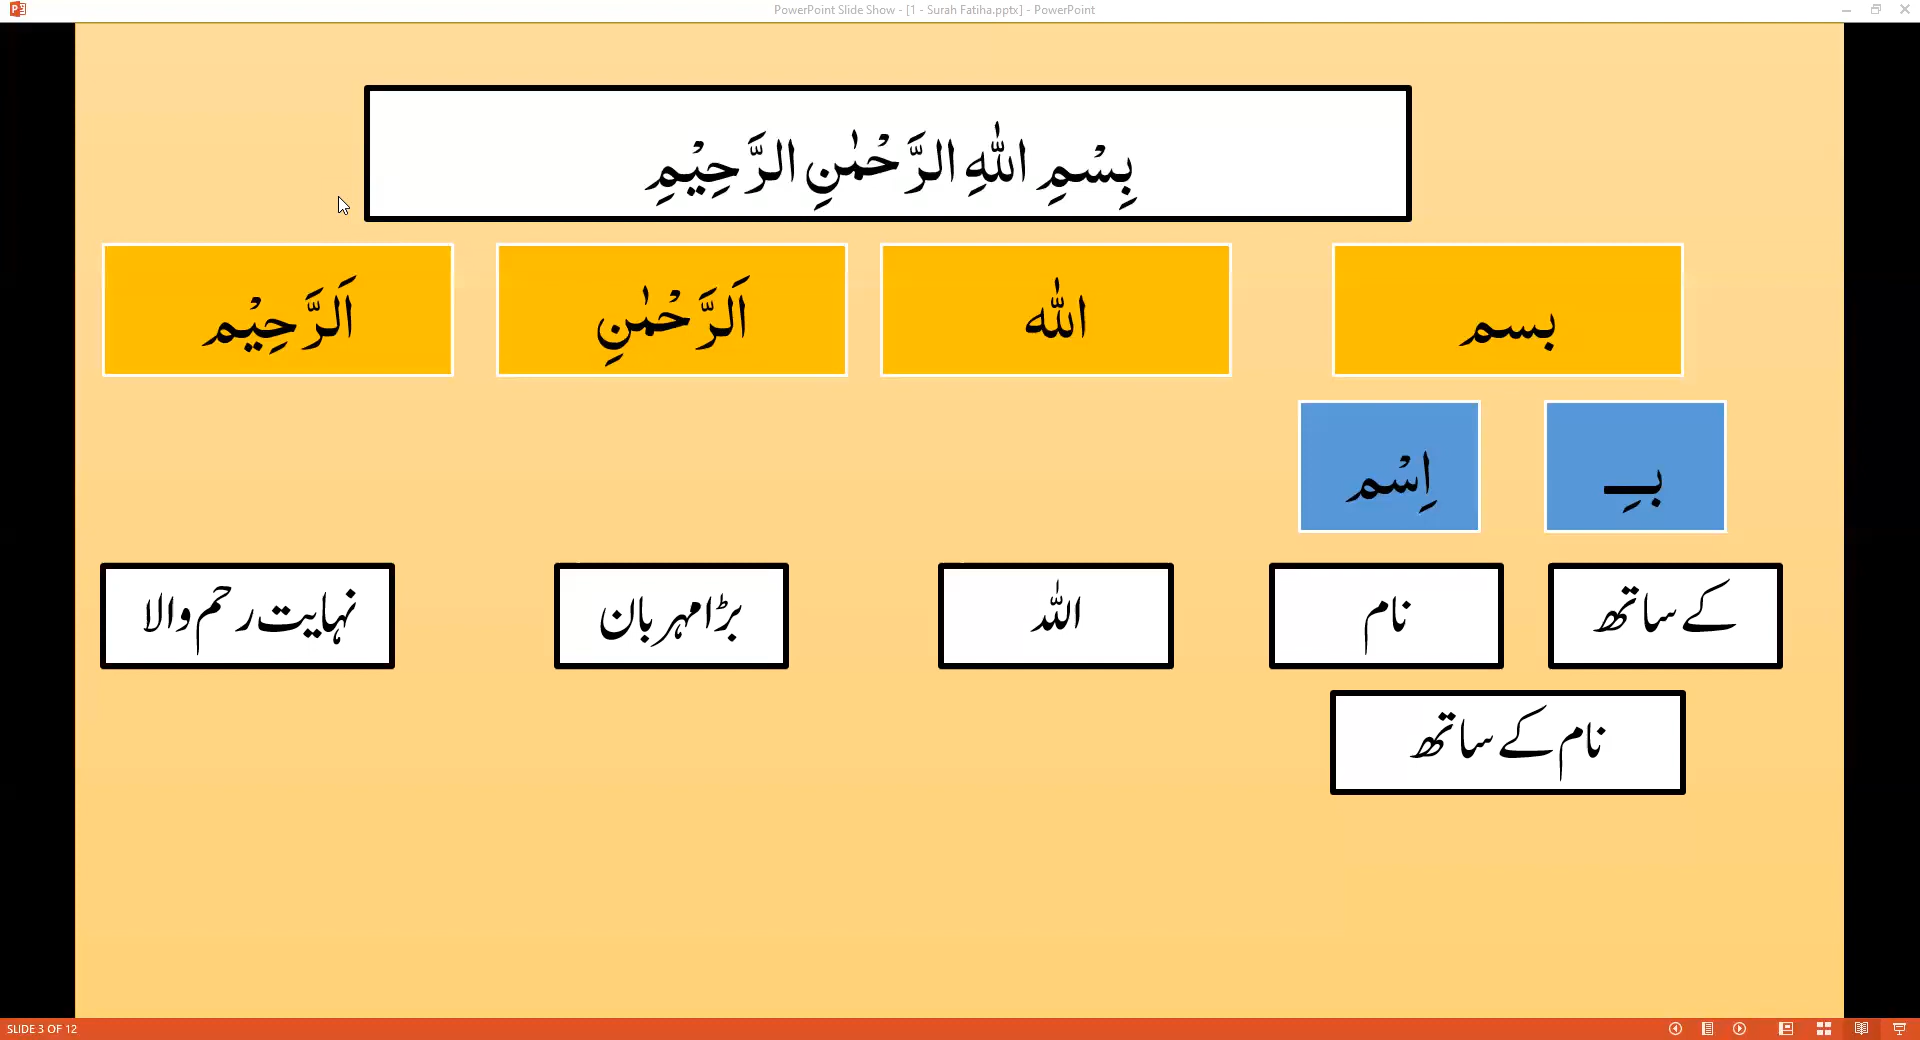 PowerPoint Slide Show - [1 - Surah Fatiha.pptx] - PowerPoint
بِسْمِ اللّٰهِ الرَّحْمٰنِ الرَّحِيْمِ
بسم اللّٰه اَلرَّحْمٰنِ اَلرَّحِيْم
بِـ اِسْم
کے ساتھ نام اللہ بڑا مہربان نہایت رحم والا
نام کے ساتھ
SLIDE 3 OF 12